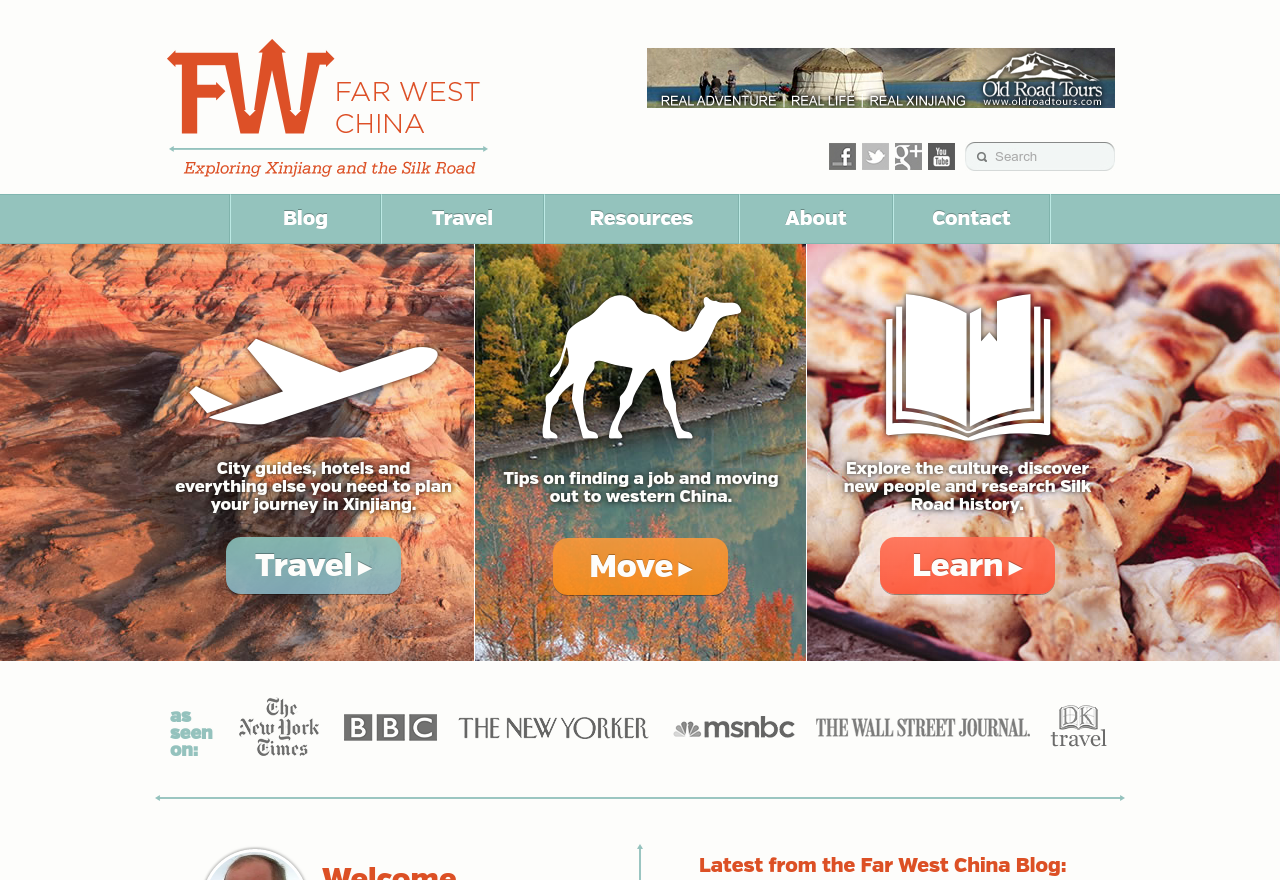 FW FAR WEST
CHINA
Exploring Xinjiang and the Silk Road
REAL ADVENTURE | REAL LIFE | REAL XINJIANG
Old Road Tours
www.oldroadtours.com
f
g+
You
Tube
Search
Blog
Travel
Resources
About
Contact
City guides, hotels and
everything else you need to plan
your journey in Xinjiang.
Travel
Tips on finding a job and moving
out to western China.
Move
Explore the culture, discover
new people and research Silk
Road history.
Learn
as
seen
on:
The
New York
Times
BBC
THE NEW YORKER
msnbc
THE WALL STREET JOURNAL.
DK
travel
Welcome
Latest from the Far West China Blog: